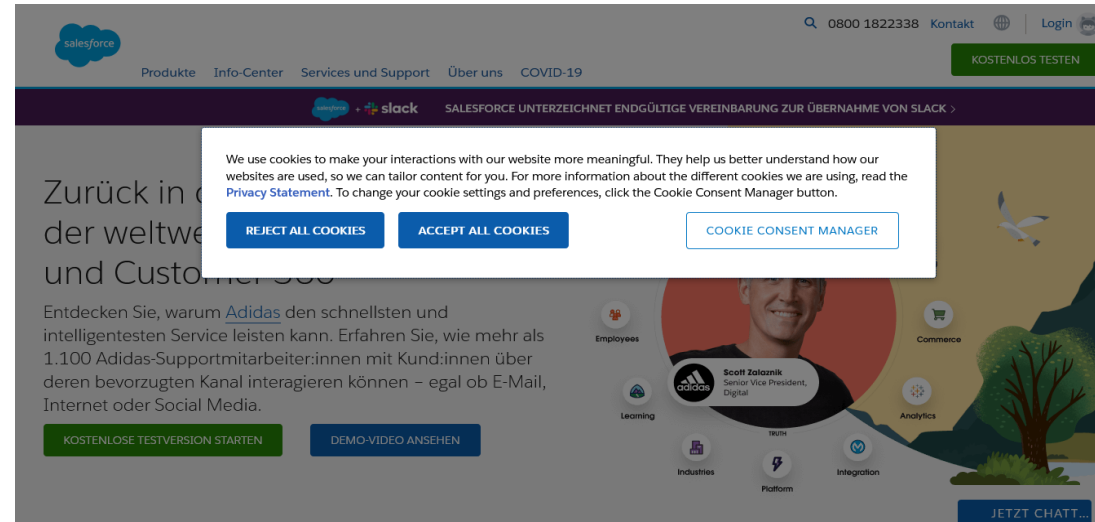 salesforce
0800 1822338 Kontakt Login
Produkte Info-Center Services und Support Über uns COVID-19
KOSTENLOS TESTEN
salesforce + slack SALESFORCE UNTERZEICHNET ENDGÜLTIGE VEREINBARUNG ZUR ÜBERNAHME VON SLACK >
We use cookies to make your interactions with our website more meaningful. They help us better understand how our
websites are used, so we can tailor content for you. For more information about the different cookies we are using, read the
Privacy Statement. To change your cookie settings and preferences, click the Cookie Consent Manager button.
REJECT ALL COOKIES ACCEPT ALL COOKIES COOKIE CONSENT MANAGER
Zurück in
der weltwe
und Customer 360
Entdecken Sie, warum Adidas den schnellsten und
intelligentesten Service leisten kann. Erfahren Sie, wie mehr als
1.100 Adidas-Supportmitarbeiter:innen mit Kund:innen über
deren bevorzugten Kanal interagieren können – egal ob E-Mail,
Internet oder Social Media.
KOSTENLOSE TESTVERSION STARTEN DEMO-VIDEO ANSEHEN
Employees
Commerce
adidas
Scott Zalaznik
Senior Vice President,
Digital
Learning
Analytics
TRUTH
Industries
Integration
Platform
JETZT CHATT...